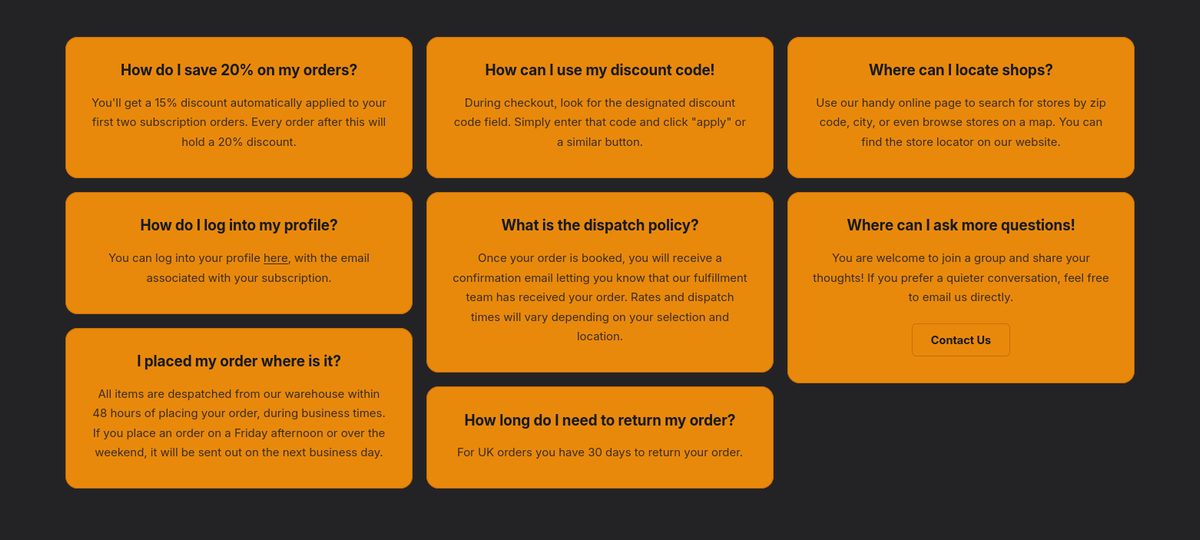 How do I save 20% on my orders?
You'll get a 15% discount automatically applied to your
first two subscription orders. Every order after this will
hold a 20% discount.
How do I log into my profile?
You can log into your profile here, with the email
associated with your subscription.
I placed my order where is it?
All items are despatched from our warehouse within
48 hours of placing your order, during business times.
If you place an order on a Friday afternoon or over the
weekend, it will be sent out on the next business day.
How can I use my discount code!
During checkout, look for the designated discount
code field. Simply enter that code and click "apply" or
a similar button.
What is the dispatch policy?
Once your order is booked, you will receive a
confirmation email letting you know that our fulfillment
team has received your order. Rates and dispatch
times will vary depending on your selection and
location.
How long do I need to return my order?
For UK orders you have 30 days to return your order.
Where can I locate shops?
Use our handy online page to search for stores by zip
code, city, or even browse stores on a map. You can
find the store locator on our website.
Where can I ask more questions!
You are welcome to join a group and share your
thoughts! If you prefer a quieter conversation, feel free
to email us directly.
Contact Us